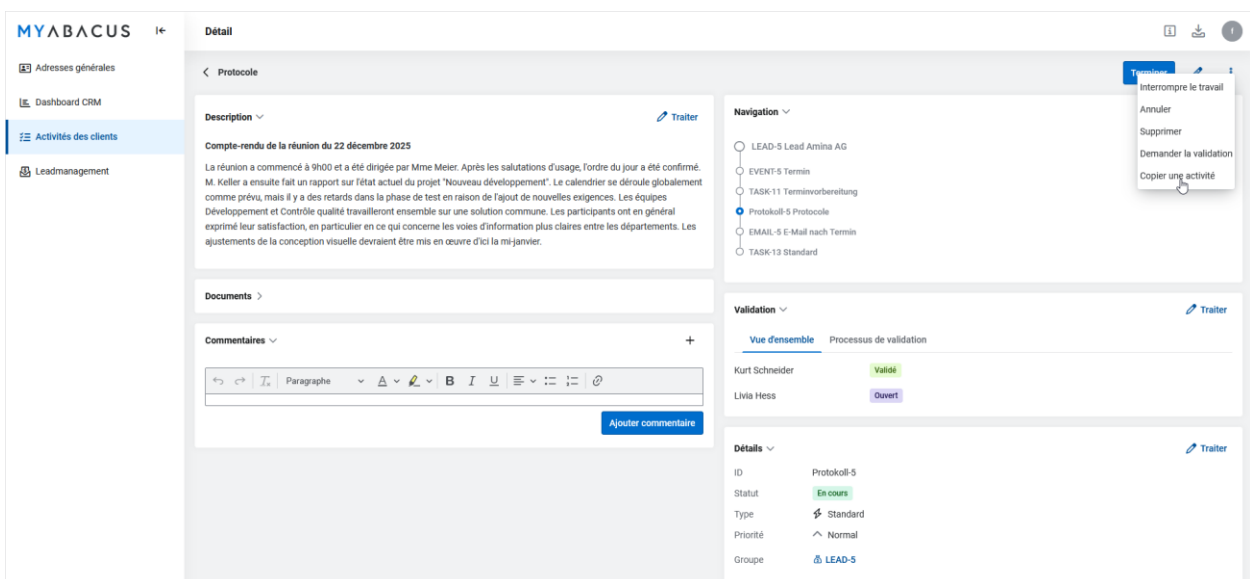 MYABACUS
Détail
Adresses générales
Dashboard CRM
Activités des clients
Leadmanagement
Protocole
Terminer
Interrompre le travail
Annuler
Supprimer
Demander la validation
Copier une activité
Description
Traiter
Compte-rendu de la réunion du 22 décembre 2025
La réunion a commencé à 9h00 et a été dirigée par Mme Meier. Après les salutations d'usage, l'ordre du jour a été confirmé.
M. Keller a ensuite fait un rapport sur l'état actuel du projet "Nouveau développement". Le calendrier se déroule globalement
comme prévu, mais il y a des retards dans la phase de test en raison de l'ajout de nouvelles exigences. Les équipes
Développement et Contrôle qualité travailleront ensemble sur une solution commune. Les participants ont en général
exprimé leur satisfaction, en particulier en ce qui concerne les voies d'information plus claires entre les départements. Les
ajustements de la conception visuelle devraient être mis en œuvre d'ici la mi-janvier.
Documents
Commentaires
Paragraphe
Ajouter commentaire
Navigation
LEAD-5 Lead Amina AG
EVENT-5 Termin
TASK-11 Terminvorbereitung
Protokoll-5 Protocole
EMAIL-5 E-Mail nach Termin
TASK-13 Standard
Validation
Traiter
Vue d'ensemble Processus de validation
Kurt Schneider Validé
Livia Hess Ouvert
Détails
Traiter
ID Protokoll-5
Statut En cours
Type Standard
Priorité Normal
Groupe LEAD-5